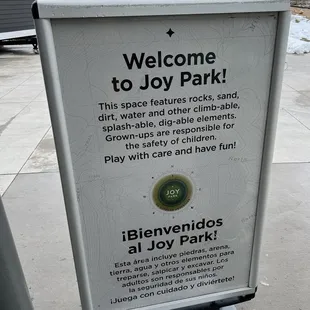 Welcome
to Joy Park!
This space features rocks, sand,
dirt, water and other climb-able,
splash-able, dig-able elements.
Grown-ups are responsible for
the safety of children.
Play with care and have fun!
JOY
PARK
¡Bienvenidos
al Joy Park!
Esta área incluye piedras, arena,
tierra, agua y otros elementos para
treparse, salpicar y excavar. Los
adultos son responsables por
la seguridad de sus niños.
¡Juega con cuidado y diviértete!